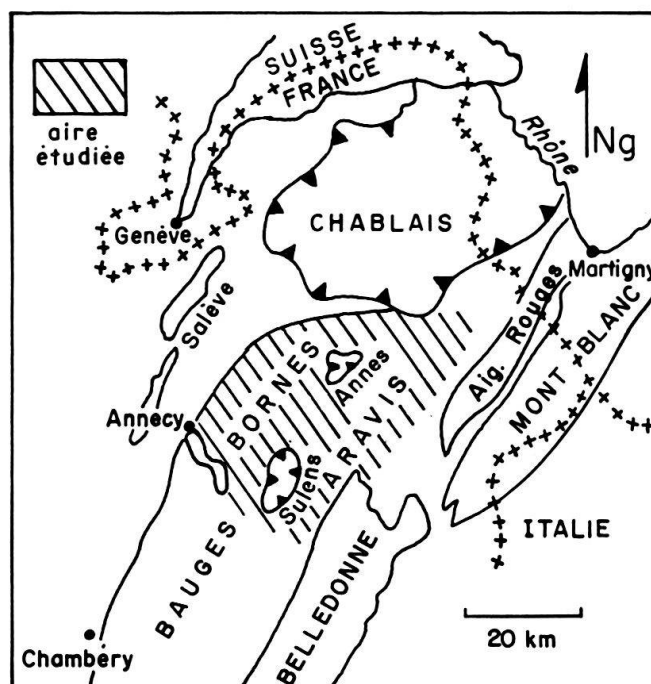 SUISSE
FRANCE
aire
étudiée
Rhône
Ng
CHABLAIS
Genève
Martigny
Salève
Aig. Rouges
MONT BLANC
BORNES
Annes
ARAVIS
Annecy
Sulens
ITALIE
BAUGES
BELLEDONNE
20 km
Chambéry